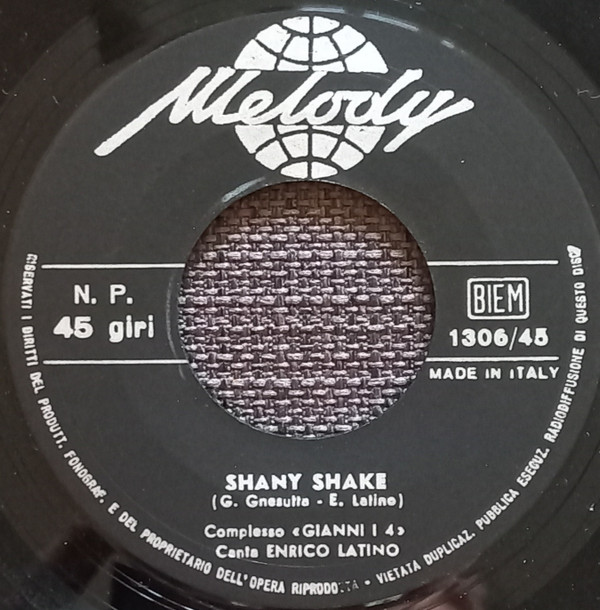 Melody
N. P.
45 giri
BIEM
1306/45
MADE IN ITALY
SHANY SHAKE
(G. Gnesutta - E. Latino)
Complesso «GIANNI I 4»
Canta ENRICO LATINO
RISERVATI I DIRITTI DEL PRODUTT. FONOGRAF. E DEL PROPRIETARIO DELL'OPERA RIPRODOTTA • VIETATA DUPLICAZ. PUBBLICA ESECUZ. RADIODIFFUSIONE DI QUESTO DISCO